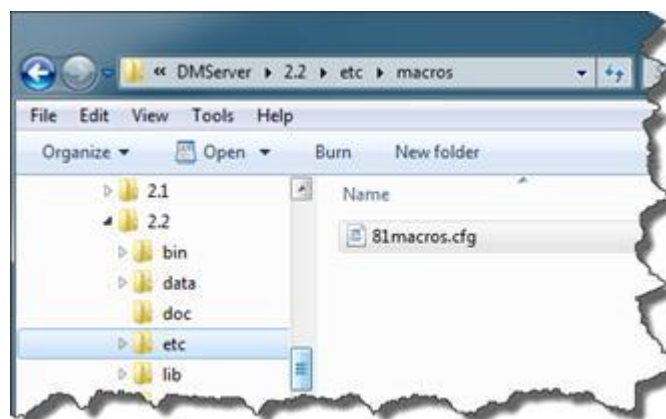 « DMServer 2.2 etc macros
File Edit View Tools Help
Organize Open Burn New folder
2.1
2.2
bin
data
doc
etc
lib
Name
81macros.cfg